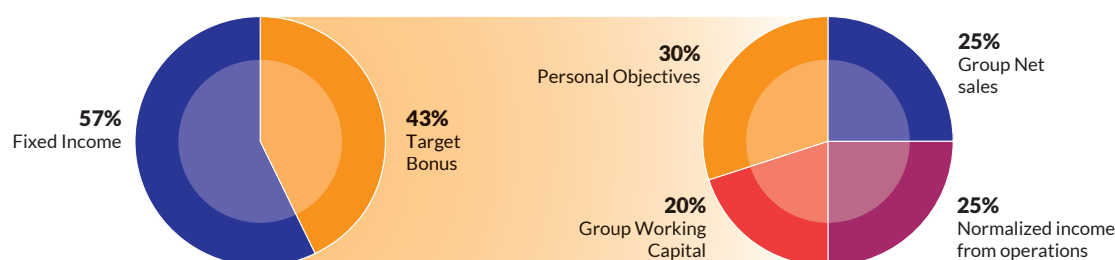 57%
Fixed Income
43%
Target
Bonus
30%
Personal Objectives
20%
Group Working
Capital
25%
Group Net
sales
25%
Normalized income
from operations